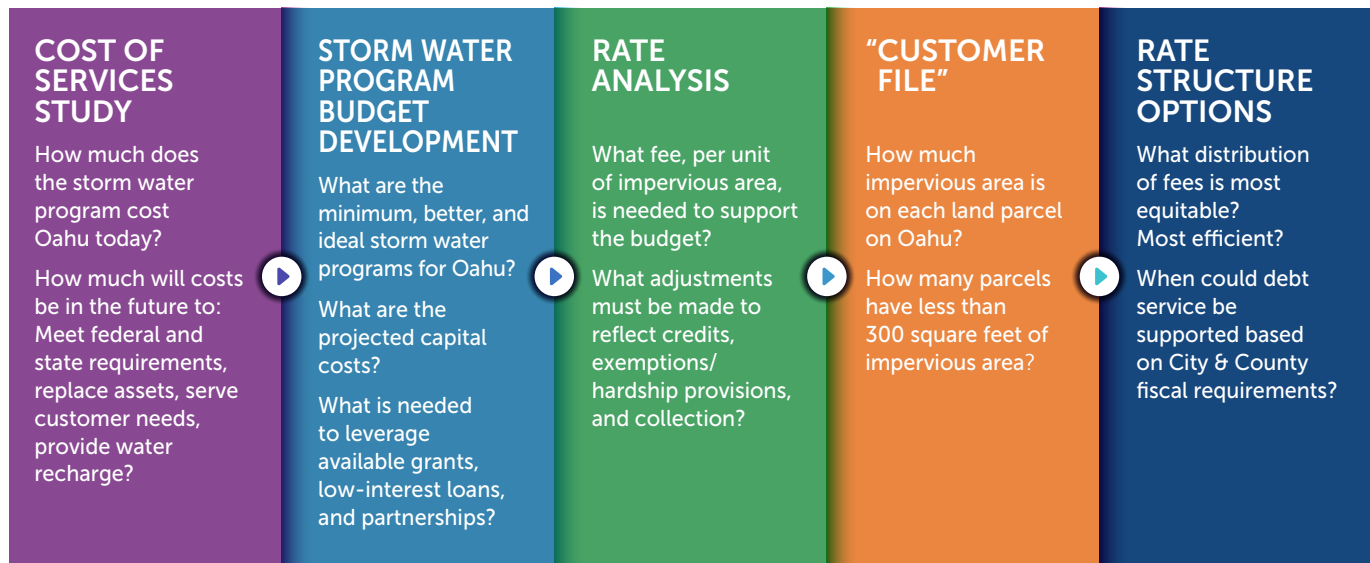 COST OF
SERVICES
STUDY
How much does
the storm water
program cost
Oahu today?
How much will costs
be in the future to:
Meet federal and
state requirements,
replace assets, serve
customer needs,
provide water
recharge?
STORM WATER
PROGRAM
BUDGET
DEVELOPMENT
What are the
minimum, better, and
ideal storm water
programs for Oahu?
What are the
projected capital
costs?
What is needed
to leverage
available grants,
low-interest loans,
and partnerships?
RATE
ANALYSIS
What fee, per unit
of impervious area,
is needed to support
the budget?
What adjustments
must be made to
reflect credits,
exemptions/
hardship provisions,
and collection?
“CUSTOMER
FILE”
How much
impervious area is
on each land parcel
on Oahu?
How many parcels
have less than
300 square feet of
impervious area?
RATE
STRUCTURE
OPTIONS
What distribution
of fees is most
equitable?
Most efficient?
When could debt
service be
supported based
on City & County
fiscal requirements?